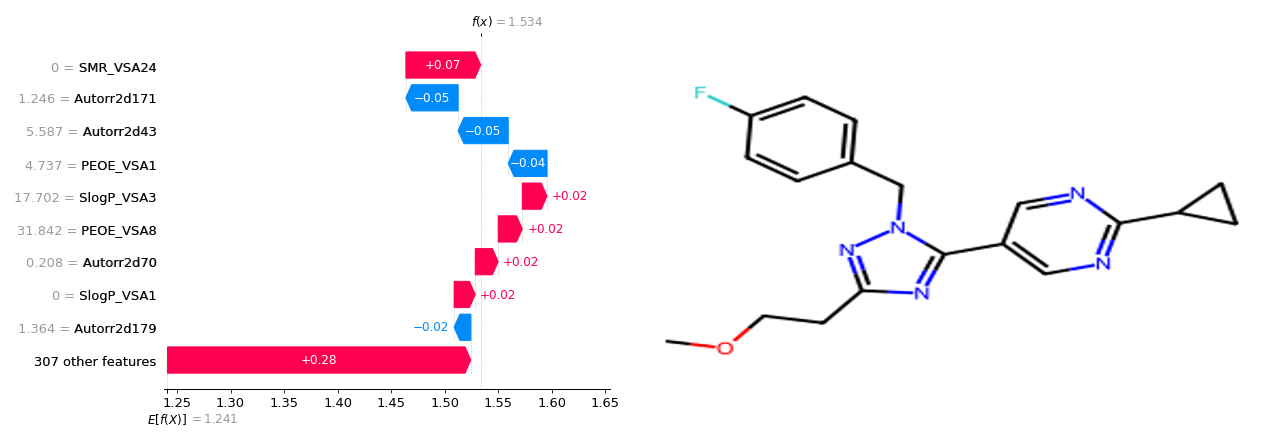 f(x) = 1.534
0 = SMR_VSA24
+0.07
1.246 = Autorr2d171
−0.05
5.587 = Autorr2d43
−0.05
4.737 = PEOE_VSA1
−0.04
17.702 = SlogP_VSA3
+0.02
31.842 = PEOE_VSA8
+0.02
0.208 = Autorr2d70
+0.02
0 = SlogP_VSA1
+0.02
1.364 = Autorr2d179
−0.02
307 other features
+0.28
1.25 1.30 1.35 1.40 1.45 1.50 1.55 1.60 1.65
E[f(X)] = 1.241
F
N
N
N
N
N
O